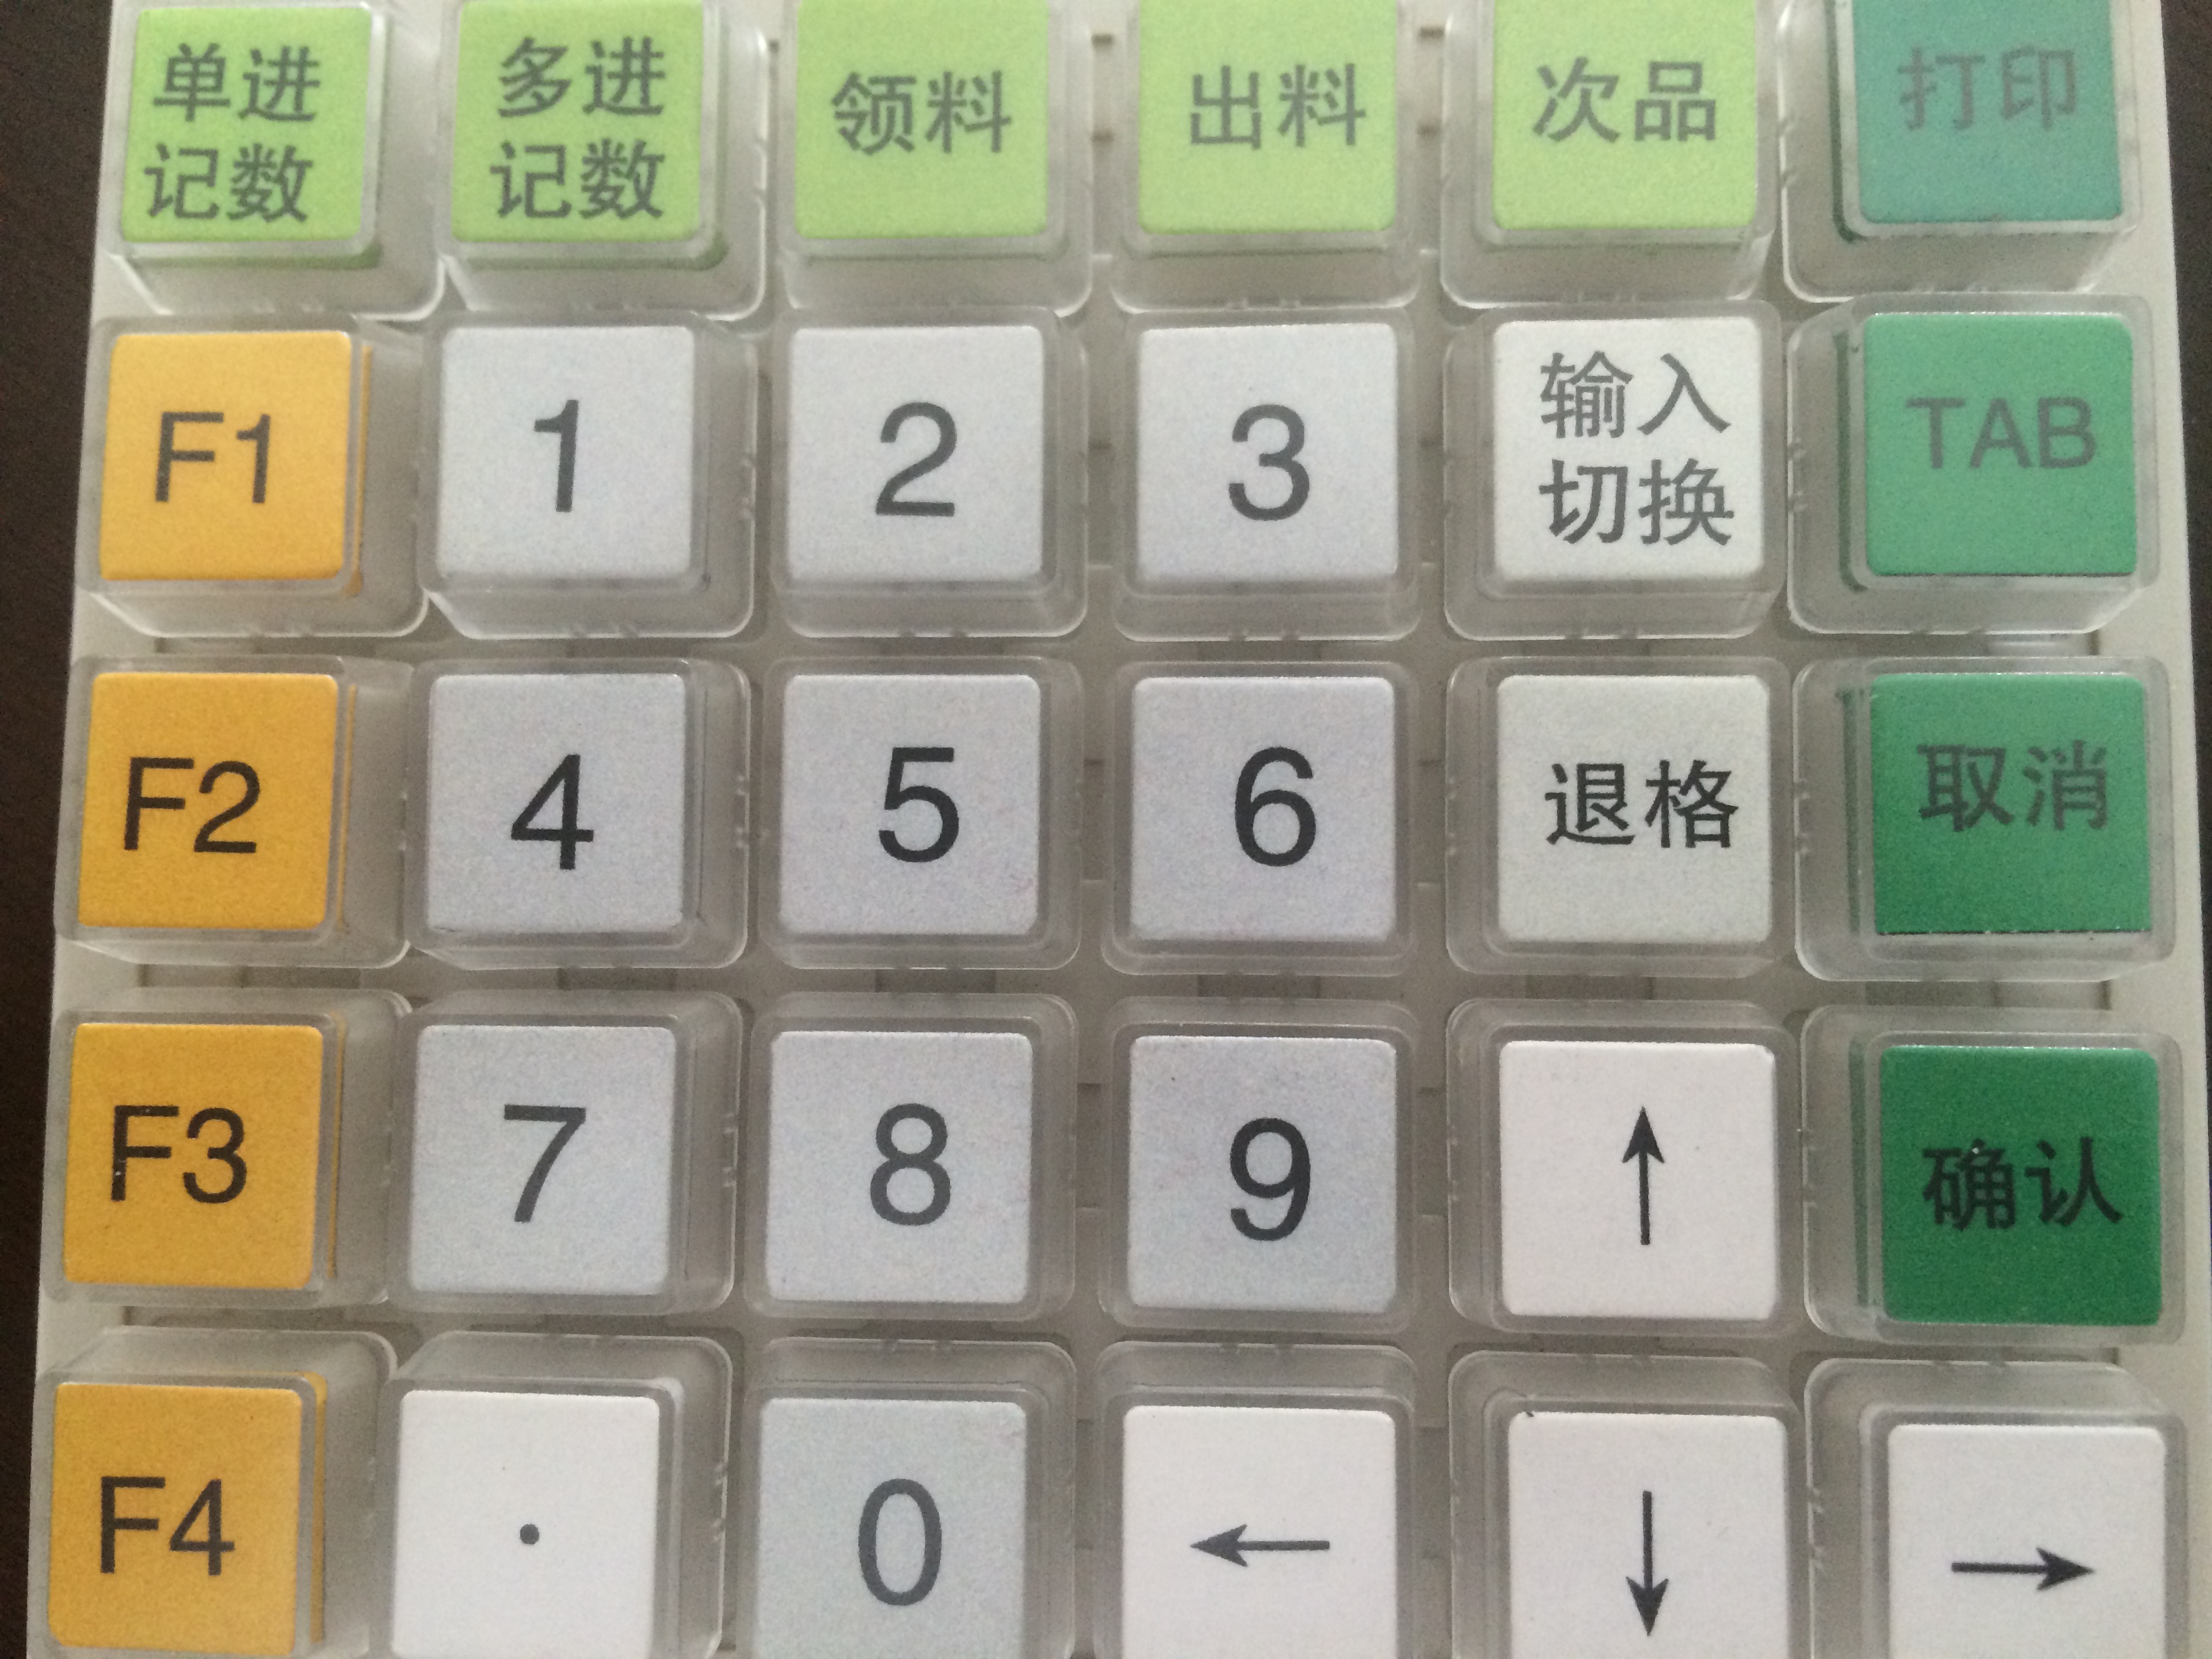 单进 多进 领料 出料 次品 打印
记数 记数
F1 1 2 3 输入 TAB
切换
F2 4 5 6 退格 取消
F3 7 8 9 ↑ 确认
F4 . 0 ← ↓ →